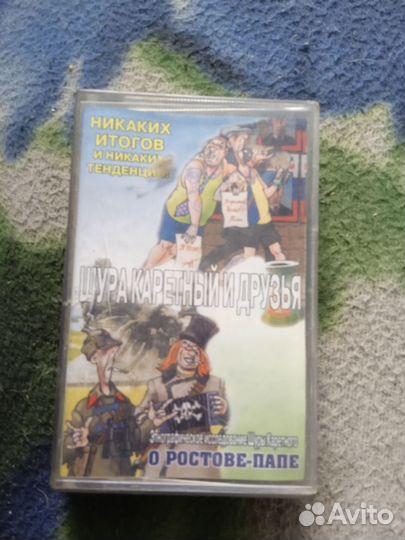 НИКАКИХ
ИТОГОВ
И НИКАКИХ
ТЕНДЕНЦИЙ
ШУРА КАРЕТНЫЙ И ДРУЗЬЯ
Этнографическое исследование Шуры Каретного
О РОСТОВЕ-ПАПЕ
Avito